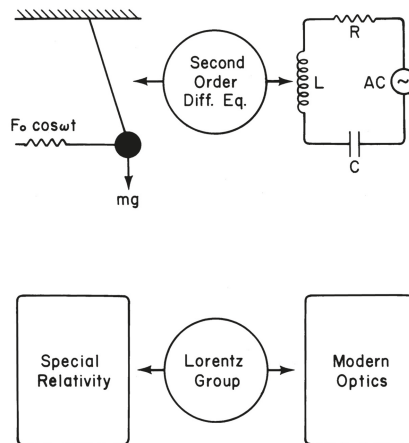 F₀ cosωt
mg
Second
Order
Diff. Eq.
R
L
AC
C
Special
Relativity
Lorentz
Group
Modern
Optics